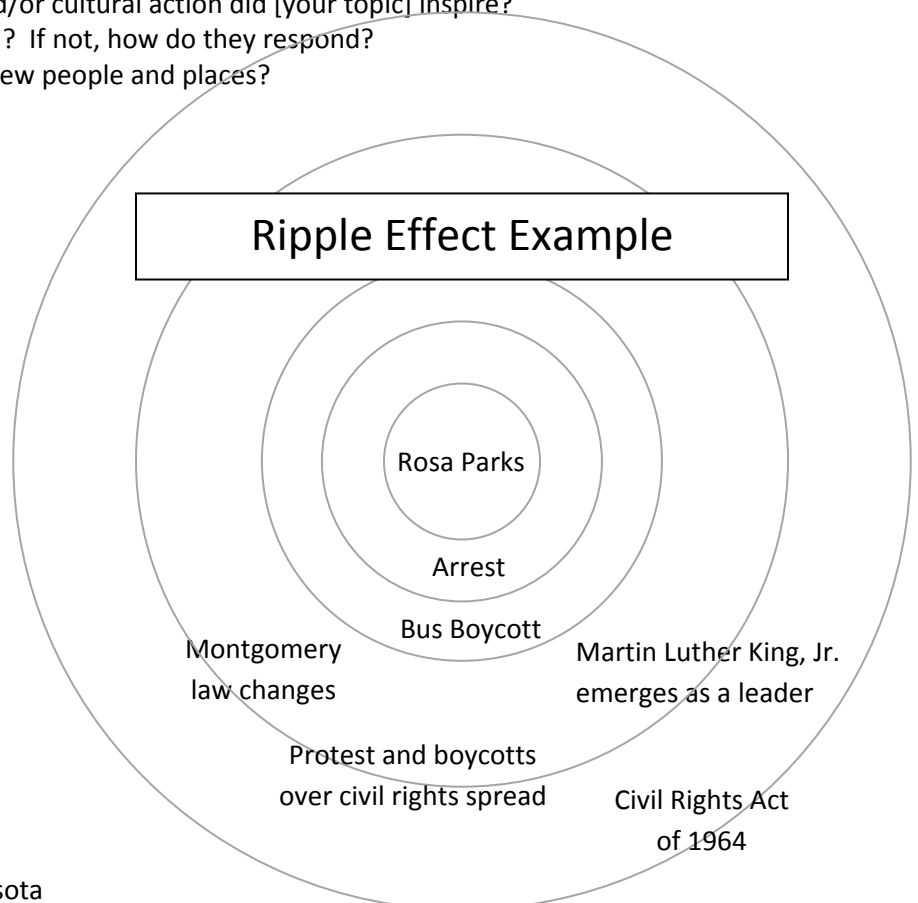 d/or cultural action did [your topic] inspire?
? If not, how do they respond?
ew people and places?
Ripple Effect Example
Rosa Parks
Arrest
Bus Boycott
Montgomery
law changes
Martin Luther King, Jr.
emerges as a leader
Protest and boycotts
over civil rights spread
Civil Rights Act
of 1964
sota